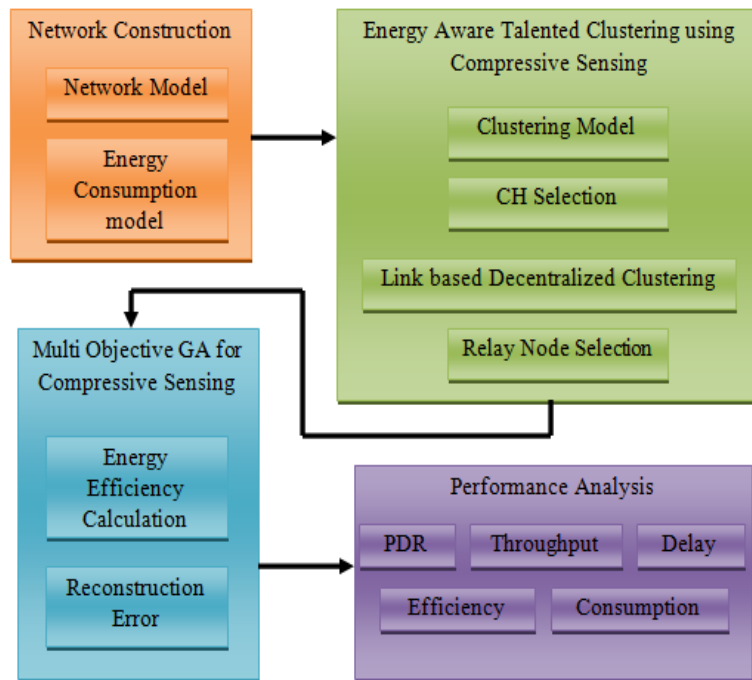 Network Construction
Network Model
Energy
Consumption
model
Energy Aware Talented Clustering using
Compressive Sensing
Clustering Model
CH Selection
Link based Decentralized Clustering
Relay Node Selection
Multi Objective GA for
Compressive Sensing
Energy
Efficiency
Calculation
Reconstruction
Error
Performance Analysis
PDR
Throughput
Delay
Efficiency
Consumption